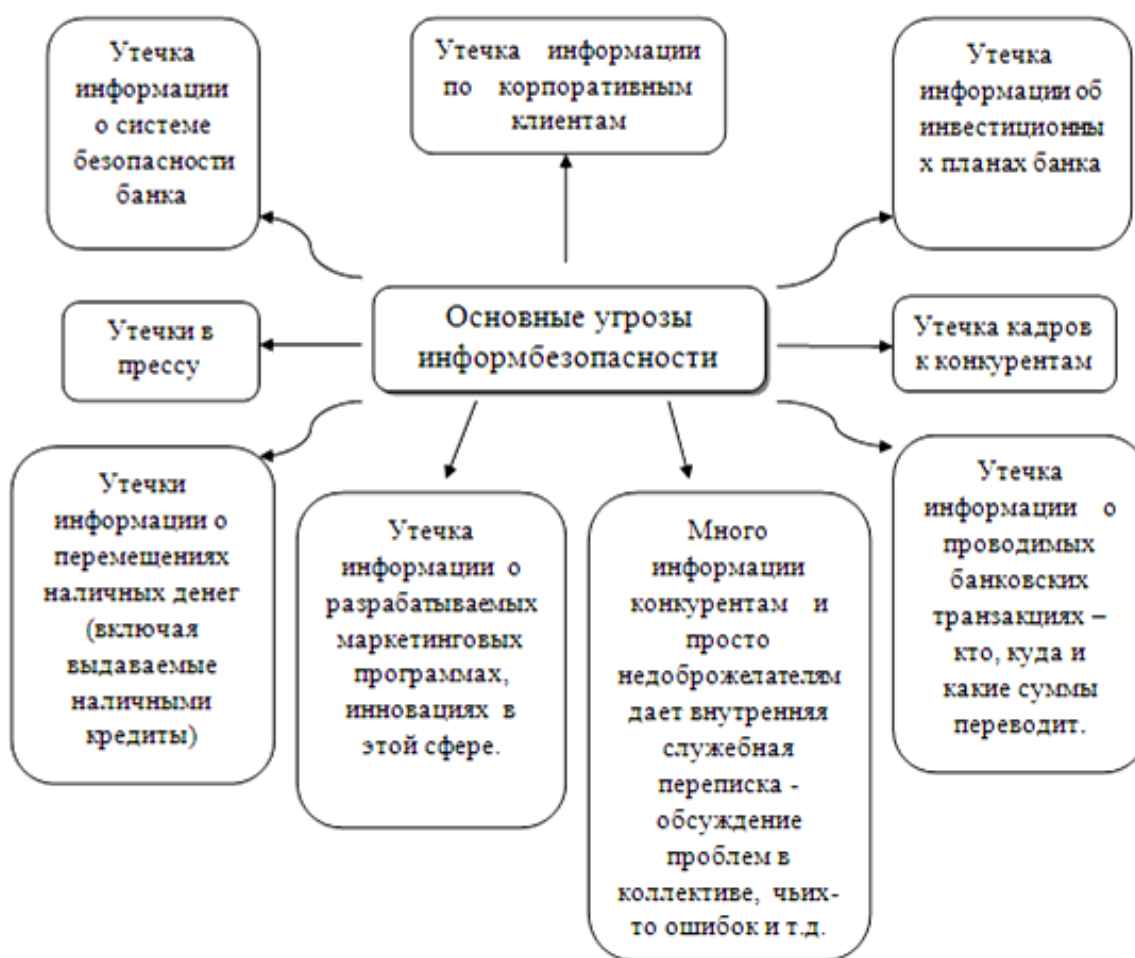 Утечка
информации
о системе
безопасности
банка
Утечка информации
по корпоративным
клиентам
Утечка
информации об
инвестиционны
х планах банка
Утечки в
прессу
Основные угрозы
информбезопасности
Утечка кадров
к конкурентам
Утечки
информации о
перемещениях
наличных денег
(включая
выдаваемые
наличными
кредиты)
Утечка
информации о
разрабатываемых
маркетинговых
программах,
инновациях в
этой сфере.
Много
информации
конкурентам и
просто
недоброжелателям
дает внутренняя
служебная
переписка -
обсуждение
проблем в
коллективе, чьих-
то ошибок и т.д.
Утечка
информации о
проводимых
банковских
транзакциях –
кто, куда и
какие суммы
переводит.